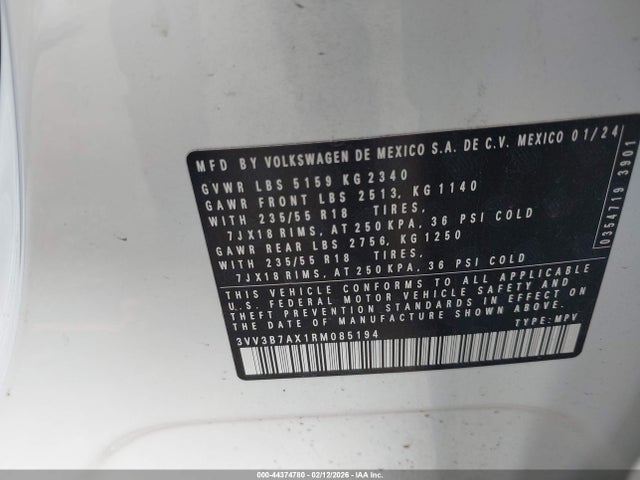 MFD BY VOLKSWAGEN DE MEXICO S.A. DE C.V. MEXICO 01/24
GVWR LBS 5159 KG 2340
GAWR FRONT LBS 2513, KG 1140
WITH 235/55 R18 TIRES,
7JX18 RIMS, AT 250 KPA, 36 PSI COLD
GAWR REAR LBS 2756, KG 1250
WITH 235/55 R18 TIRES,
7JX18 RIMS, AT 250 KPA, 36 PSI COLD
THIS VEHICLE CONFORMS TO ALL APPLICABLE
U.S. FEDERAL MOTOR VEHICLE SAFETY AND
THEFT PREVENTION STANDARDS IN EFFECT ON
THE DATE OF MANUFACTURE SHOWN ABOVE.
3VV3B7AX1RM085194 TYPE: MPV
0354719 3901
000-44374780 - 02/12/2026 - IAA Inc.